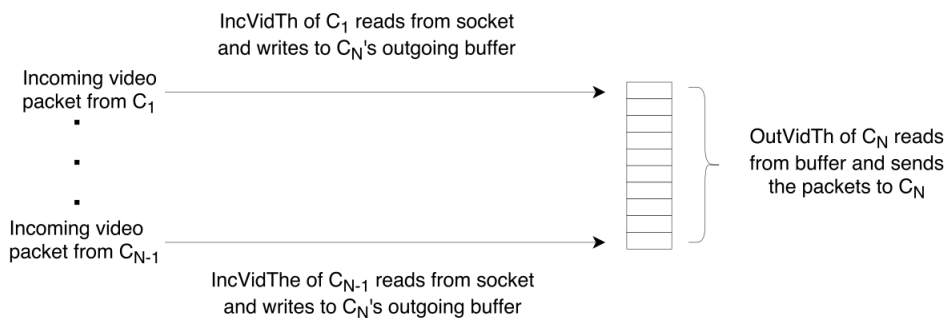 IncVidTh of C1 reads from socket
and writes to CN's outgoing buffer
Incoming video
packet from C1
OutVidTh of CN reads
from buffer and sends
the packets to CN
Incoming video
packet from CN-1
IncVidThe of CN-1 reads from socket
and writes to CN's outgoing buffer